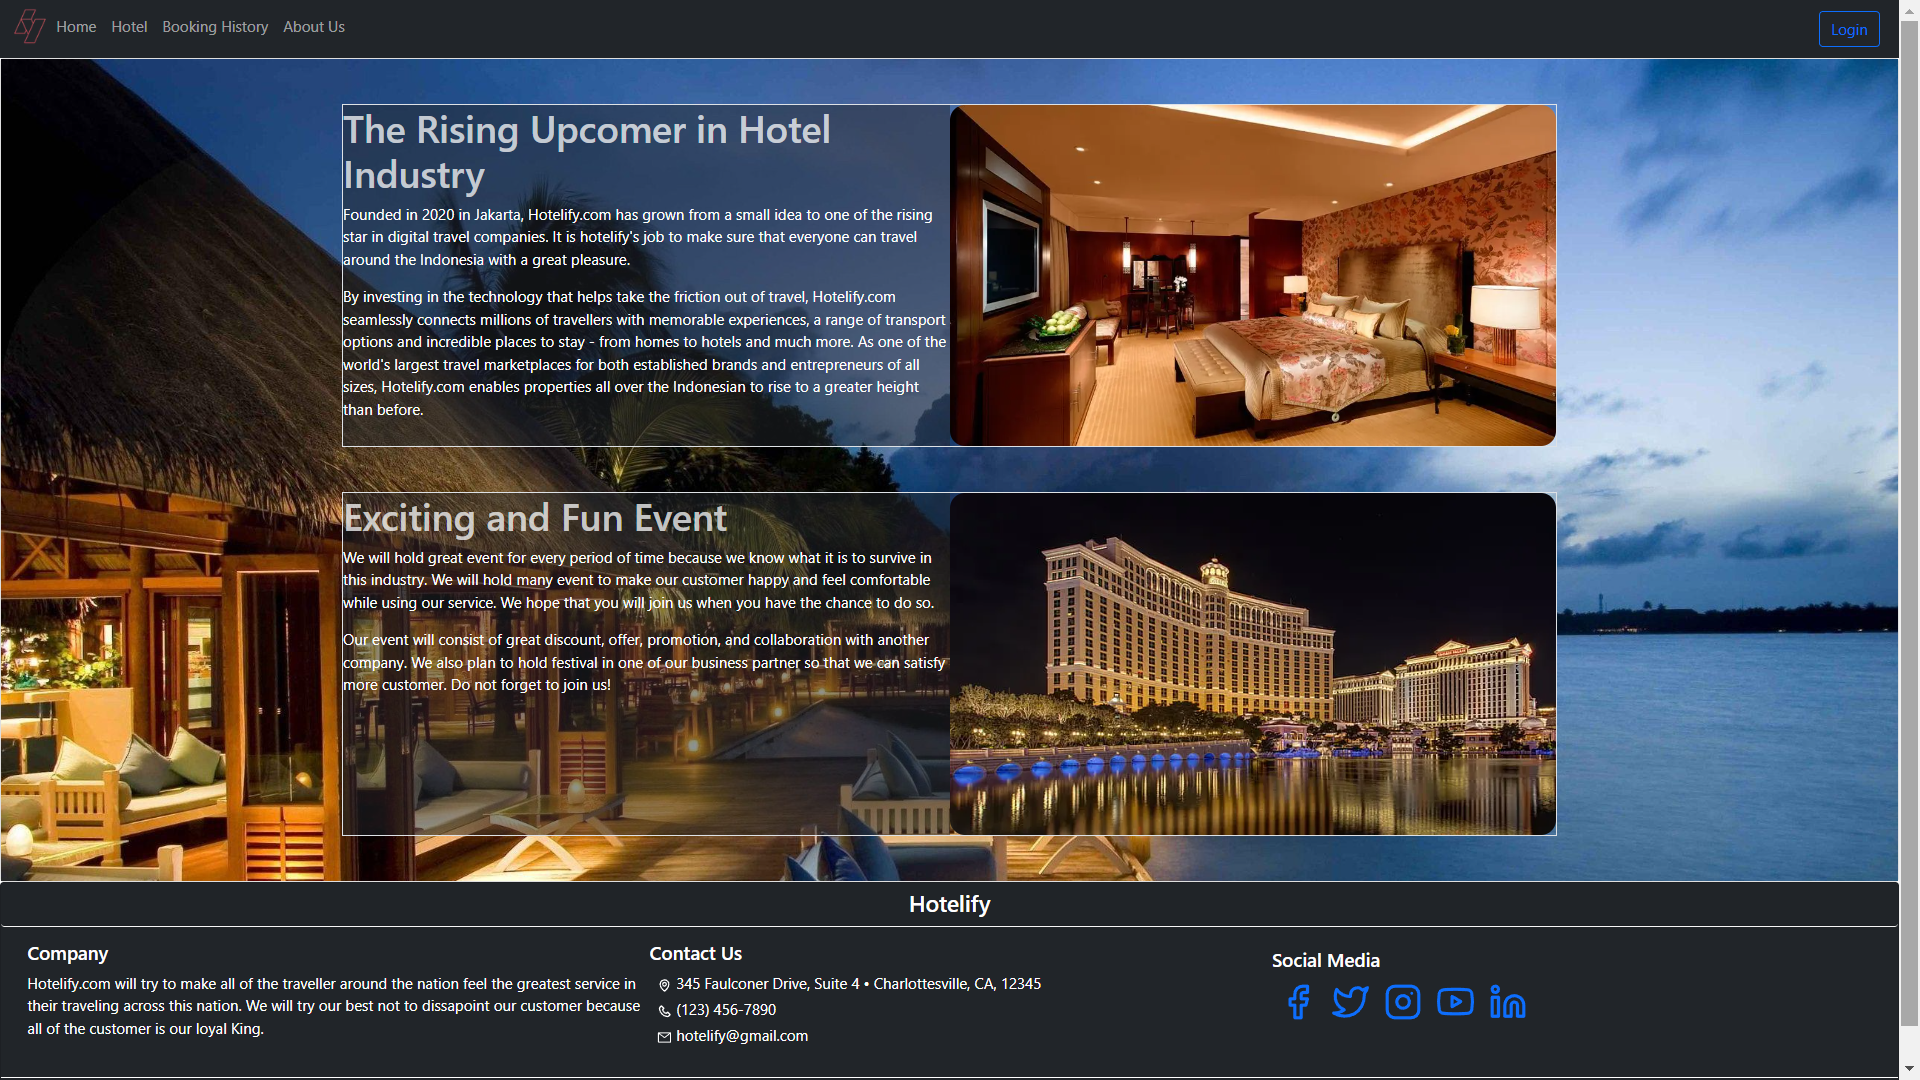 Home Hotel Booking History About Us Login
The Rising Upcomer in Hotel
Industry
Founded in 2020 in Jakarta, Hotelify.com has grown from a small idea to one of the rising
star in digital travel companies. It is hotelify's job to make sure that everyone can travel
around the Indonesia with a great pleasure.
By investing in the technology that helps take the friction out of travel, Hotelify.com
seamlessly connects millions of travellers with memorable experiences, a range of transport
options and incredible places to stay - from homes to hotels and much more. As one of the
world's largest travel marketplaces for both established brands and entrepreneurs of all
sizes, Hotelify.com enables properties all over the Indonesian to rise to a greater height
than before.
Exciting and Fun Event
We will hold great event for every period of time because we know what it is to survive in
this industry. We will hold many event to make our customer happy and feel comfortable
while using our service. We hope that you will join us when you have the chance to do so.
Our event will consist of great discount, offer, promotion, and collaboration with another
company. We also plan to hold festival in one of our business partner so that we can satisfy
more customer. Do not forget to join us!
Hotelify
Company
Hotelify.com will try to make all of the traveller around the nation feel the greatest service in
their traveling across this nation. We will try our best not to dissapoint our customer because
all of the customer is our loyal King.
Contact Us
345 Faulconer Drive, Suite 4 • Charlottesville, CA, 12345
(123) 456-7890
hotelify@gmail.com
Social Media